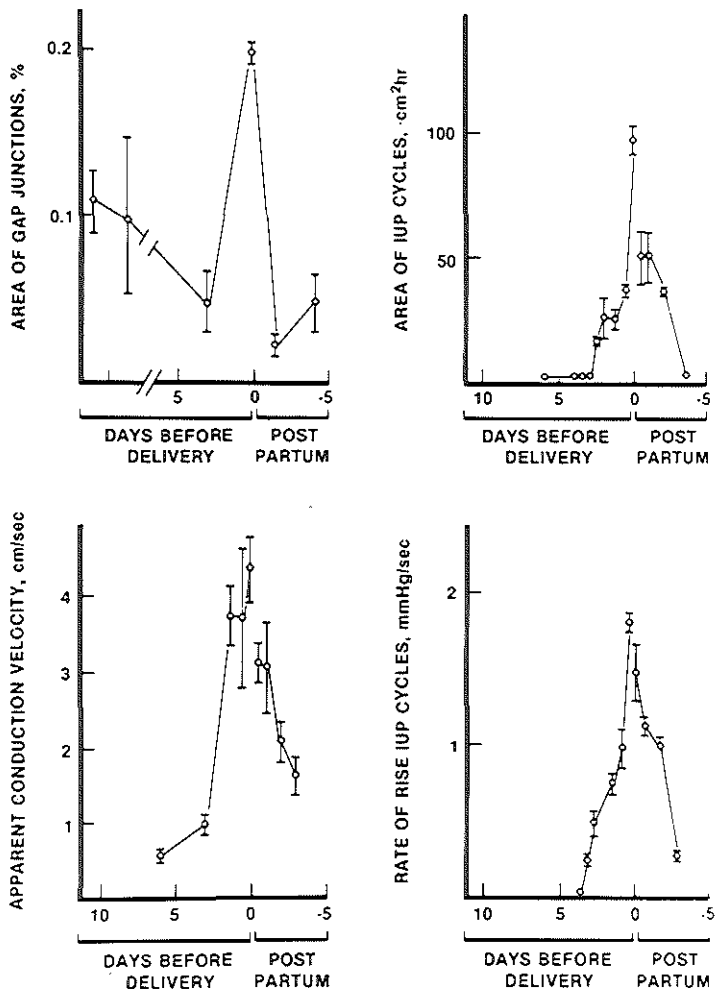 AREA OF GAP JUNCTIONS, %
0.2
0.1
5 0 -5
DAYS BEFORE DELIVERY
POST PARTUM
AREA OF IUP CYCLES, ·cm²hr
100
50
10 5 0 -5
DAYS BEFORE DELIVERY
POST PARTUM
APPARENT CONDUCTION VELOCITY, cm/sec
4
3
2
1
10 5 0 -5
DAYS BEFORE DELIVERY
POST PARTUM
RATE OF RISE IUP CYCLES, mmHg/sec
2
1
10 5 0 -5
DAYS BEFORE DELIVERY
POST PARTUM